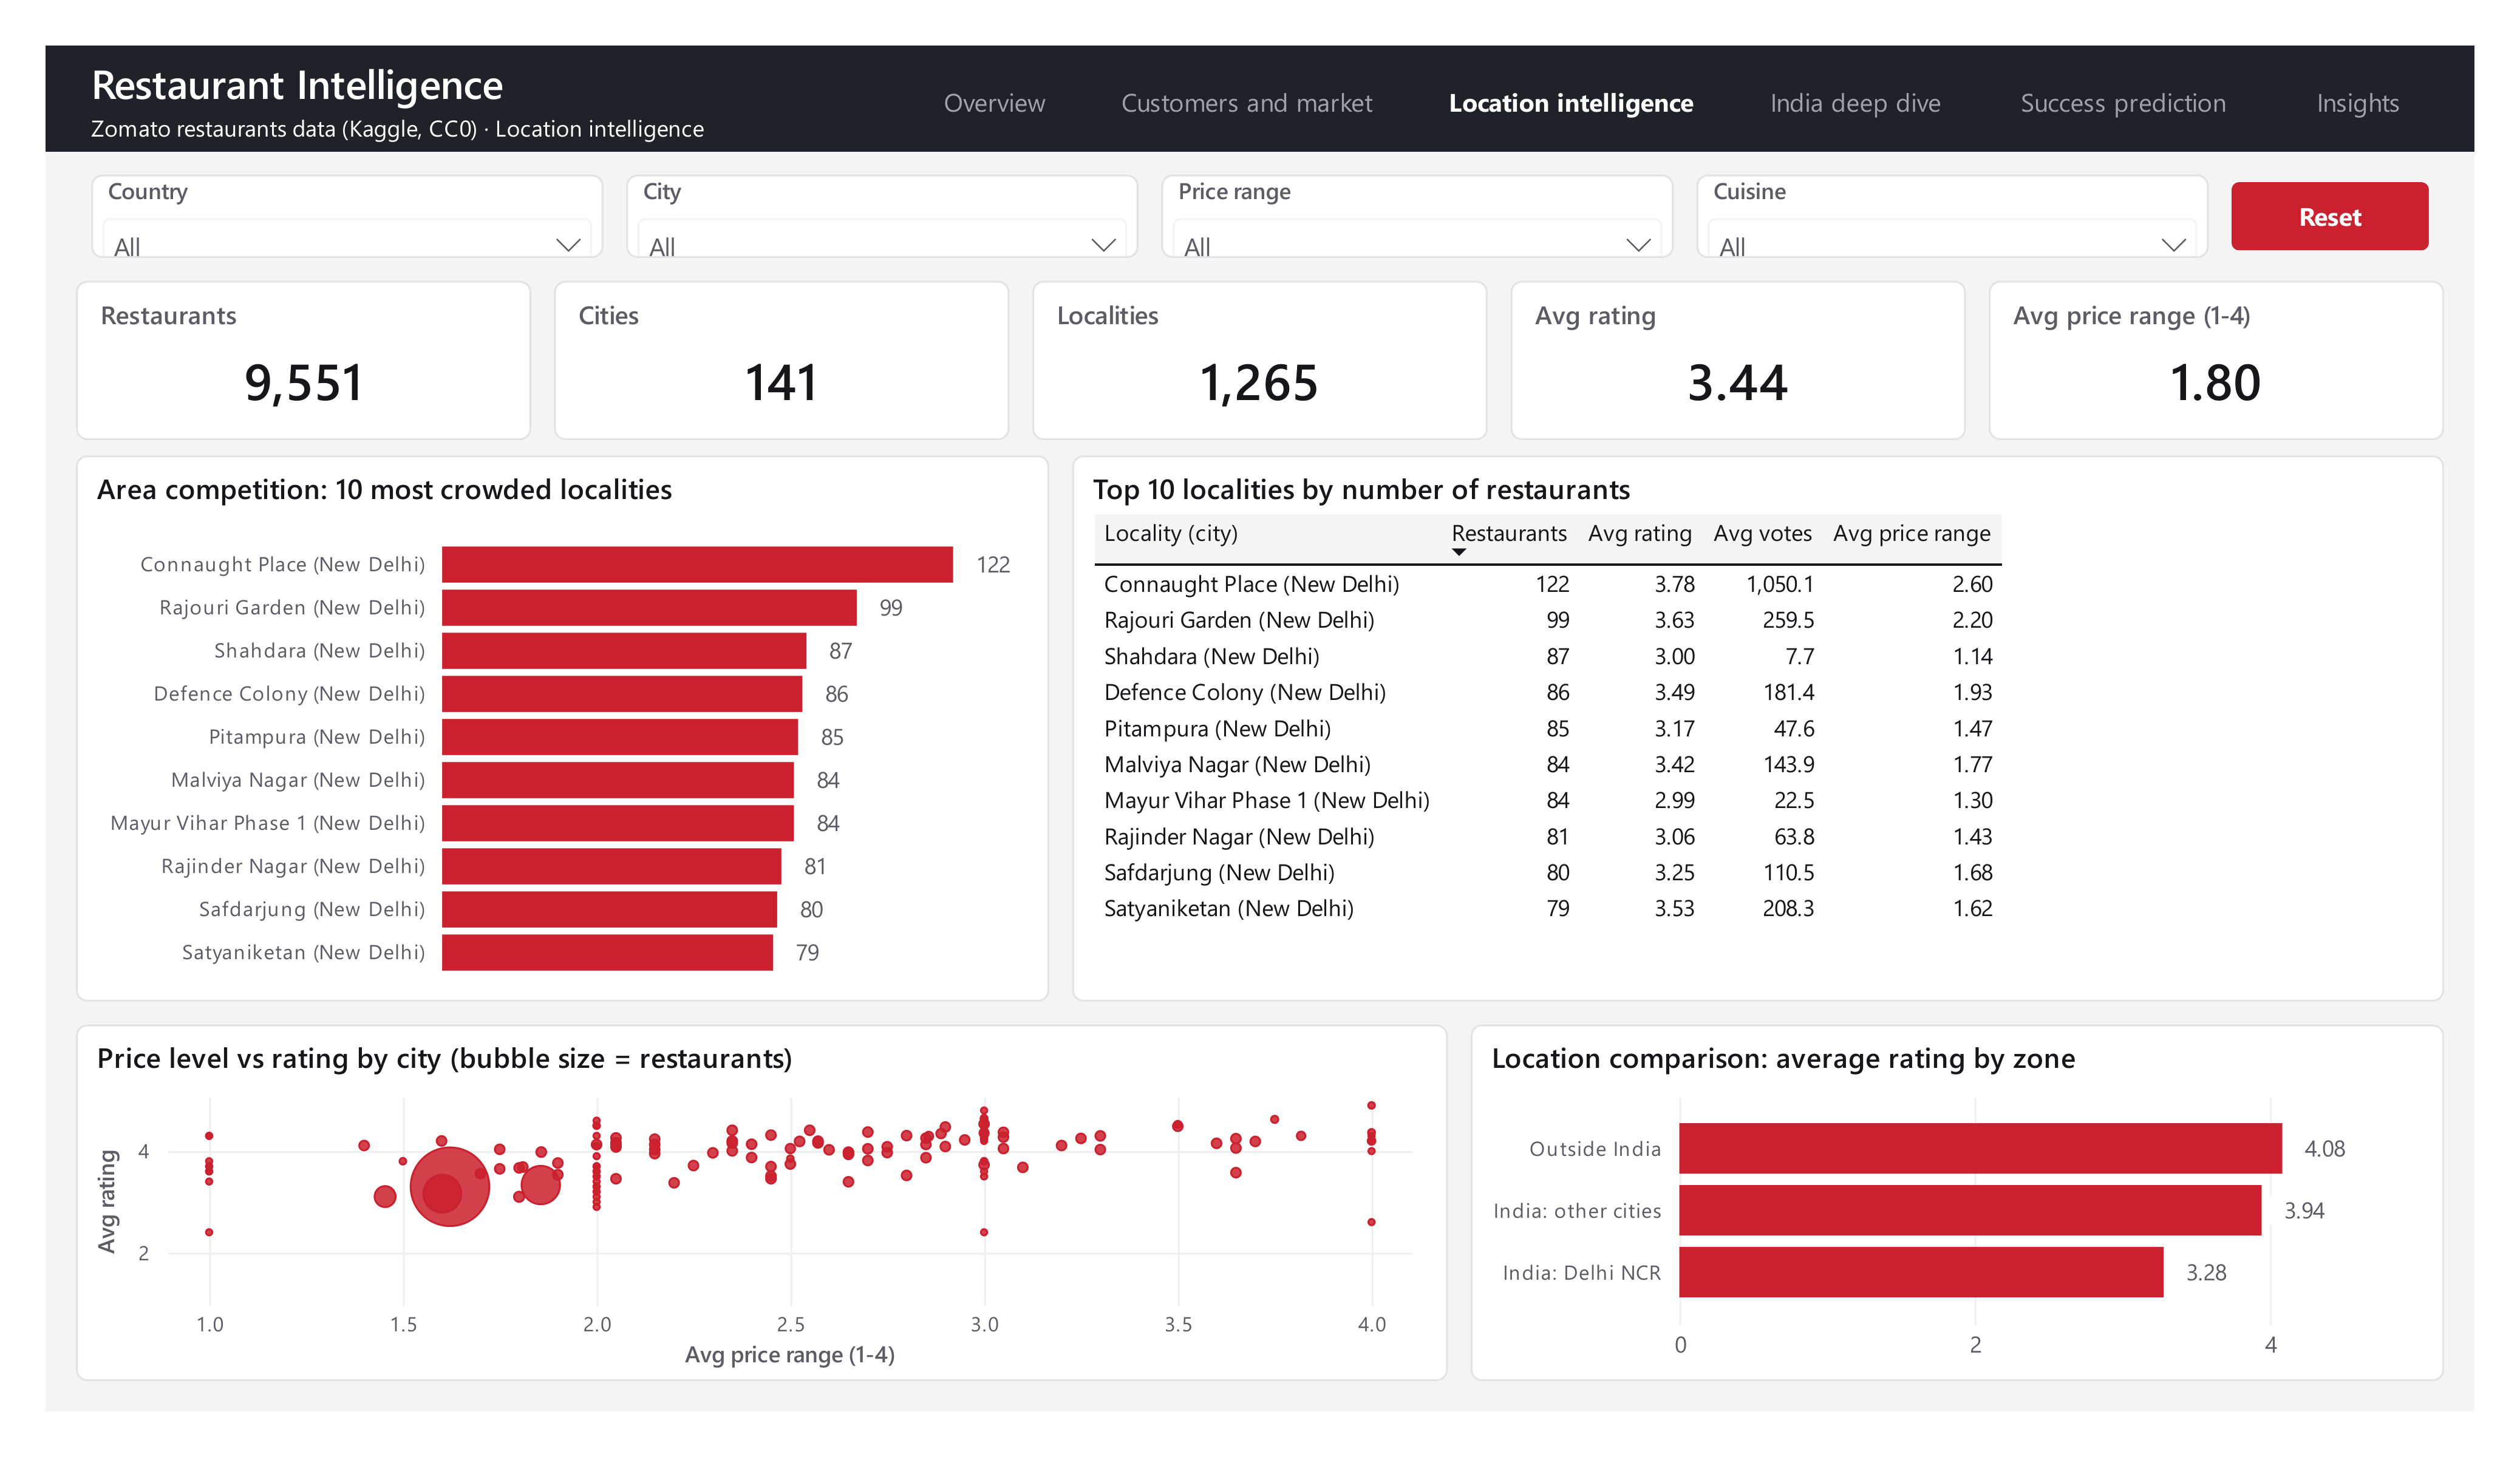 Restaurant Intelligence
Zomato restaurants data (Kaggle, CC0) · Location intelligence
Overview
Customers and market
Location intelligence
India deep dive
Success prediction
Insights
Country
All
City
All
Price range
All
Cuisine
All
Reset
Restaurants
9,551
Cities
141
Localities
1,265
Avg rating
3.44
Avg price range (1-4)
1.80
Area competition: 10 most crowded localities
Connaught Place (New Delhi) 122
Rajouri Garden (New Delhi) 99
Shahdara (New Delhi) 87
Defence Colony (New Delhi) 86
Pitampura (New Delhi) 85
Malviya Nagar (New Delhi) 84
Mayur Vihar Phase 1 (New Delhi) 84
Rajinder Nagar (New Delhi) 81
Safdarjung (New Delhi) 80
Satyaniketan (New Delhi) 79
Top 10 localities by number of restaurants
Locality (city) Restaurants Avg rating Avg votes Avg price range
Connaught Place (New Delhi) 122 3.78 1,050.1 2.60
Rajouri Garden (New Delhi) 99 3.63 259.5 2.20
Shahdara (New Delhi) 87 3.00 7.7 1.14
Defence Colony (New Delhi) 86 3.49 181.4 1.93
Pitampura (New Delhi) 85 3.17 47.6 1.47
Malviya Nagar (New Delhi) 84 3.42 143.9 1.77
Mayur Vihar Phase 1 (New Delhi) 84 2.99 22.5 1.30
Rajinder Nagar (New Delhi) 81 3.06 63.8 1.43
Safdarjung (New Delhi) 80 3.25 110.5 1.68
Satyaniketan (New Delhi) 79 3.53 208.3 1.62
Price level vs rating by city (bubble size = restaurants)
Avg rating
4
2
1.0 1.5 2.0 2.5 3.0 3.5 4.0
Avg price range (1-4)
Location comparison: average rating by zone
Outside India 4.08
India: other cities 3.94
India: Delhi NCR 3.28
0 2 4